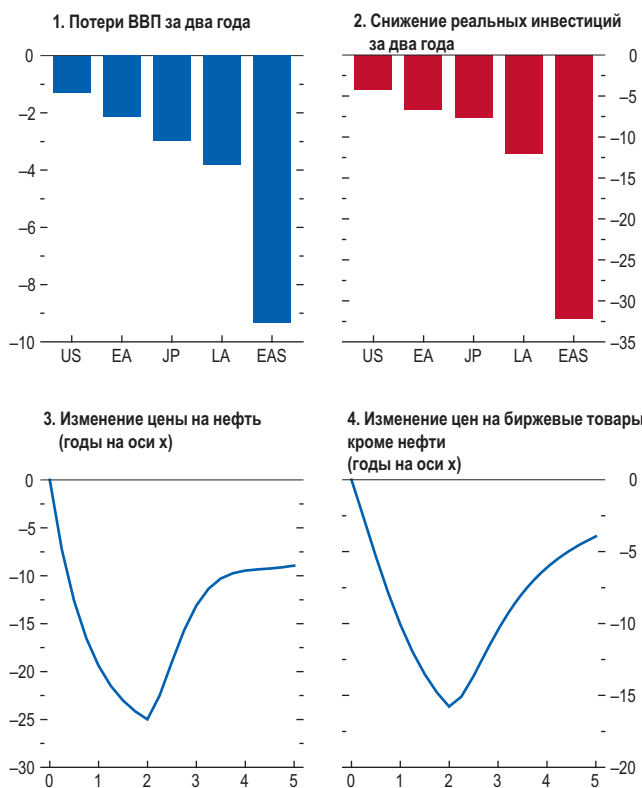 1. Потери ВВП за два года
0
–2
–4
–6
–8
–10
US EA JP LA EAS
2. Снижение реальных инвестиций
за два года
0
–5
–10
–15
–20
–25
–30
–35
US EA JP LA EAS
3. Изменение цены на нефть
(годы на оси x)
0
–5
–10
–15
–20
–25
–30
0 1 2 3 4 5
4. Изменение цен на биржевые товары
кроме нефти
(годы на оси x)
0
–5
–10
–15
–20
0 1 2 3 4 5